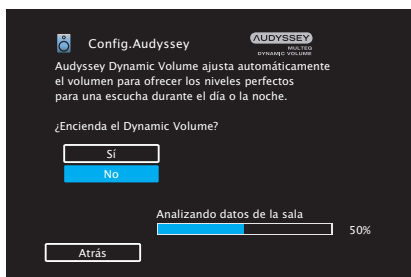 Config.Audyssey
AUDYSSEY
MULTEQ
DYNAMIC VOLUME
Audyssey Dynamic Volume ajusta automáticamente
el volumen para ofrecer los niveles perfectos
para una escucha durante el día o la noche.
¿Encienda el Dynamic Volume?
Sí
No
Analizando datos de la sala
50%
Atrás